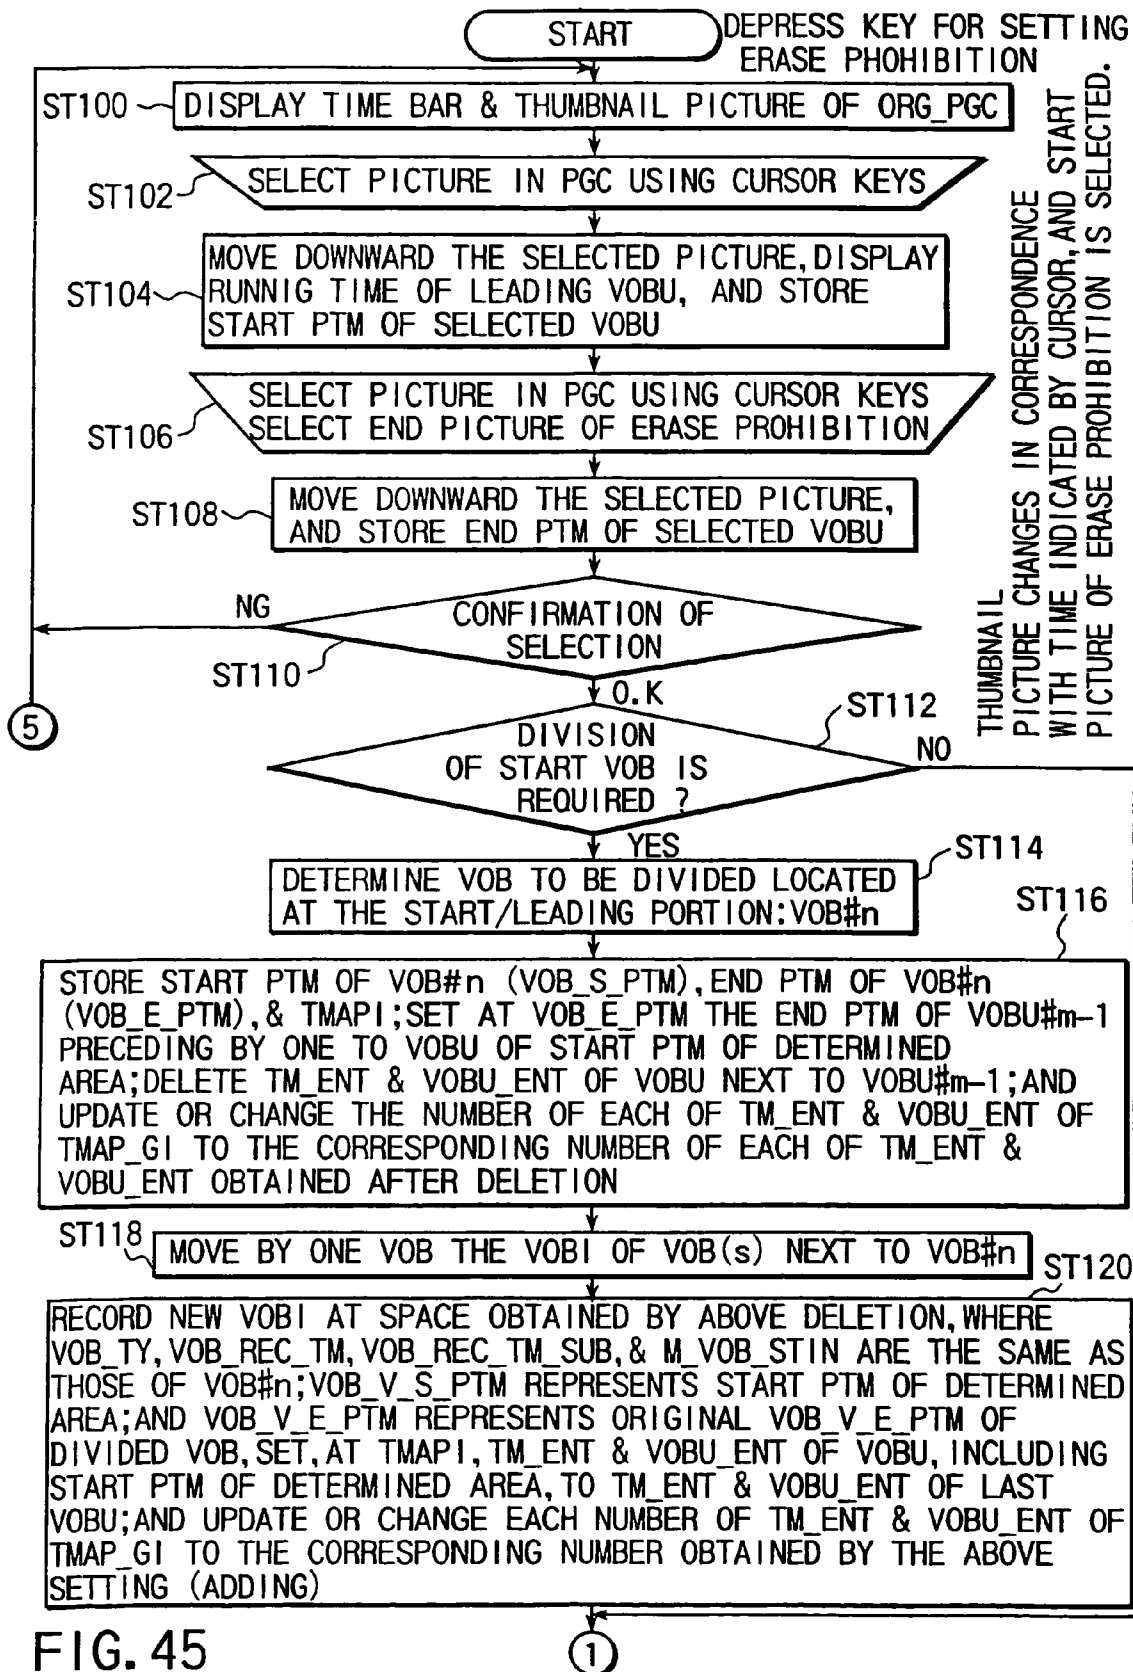 START
DEPRESS KEY FOR SETTING
ERASE PHOHIBITION
ST100
DISPLAY TIME BAR & THUMBNAIL PICTURE OF ORG_PGC
ST102
SELECT PICTURE IN PGC USING CURSOR KEYS
ST104
MOVE DOWNWARD THE SELECTED PICTURE, DISPLAY
RUNNIG TIME OF LEADING VOBU, AND STORE
START PTM OF SELECTED VOBU
THUMBNAIL
PICTURE CHANGES IN CORRESPONDENCE
WITH TIME INDICATED BY CURSOR, AND START
PICTURE OF ERASE PROHIBITION IS SELECTED.
ST106
SELECT PICTURE IN PGC USING CURSOR KEYS
SELECT END PICTURE OF ERASE PROHIBITION
ST108
MOVE DOWNWARD THE SELECTED PICTURE,
AND STORE END PTM OF SELECTED VOBU
NG
CONFIRMATION OF
SELECTION
ST110
O.K
5
ST112
DIVISION
OF START VOB IS
REQUIRED ?
NO
YES
ST114
DETERMINE VOB TO BE DIVIDED LOCATED
AT THE START/LEADING PORTION:VOB#n
ST116
STORE START PTM OF VOB#n (VOB_S_PTM), END PTM OF VOB#n
(VOB_E_PTM), & TMAPI;SET AT VOB_E_PTM THE END PTM OF VOBU#m-1
PRECEDING BY ONE TO VOBU OF START PTM OF DETERMINED
AREA;DELETE TM_ENT & VOBU_ENT OF VOBU NEXT TO VOBU#m-1;AND
UPDATE OR CHANGE THE NUMBER OF EACH OF TM_ENT & VOBU_ENT OF
TMAP_GI TO THE CORRESPONDING NUMBER OF EACH OF TM_ENT &
VOBU_ENT OBTAINED AFTER DELETION
ST118
MOVE BY ONE VOB THE VOBI OF VOB(s) NEXT TO VOB#n
ST120
RECORD NEW VOBI AT SPACE OBTAINED BY ABOVE DELETION, WHERE
VOB_TY, VOB_REC_TM, VOB_REC_TM_SUB, & M_VOB_STIN ARE THE SAME AS
THOSE OF VOB#n;VOB_V_S_PTM REPRESENTS START PTM OF DETERMINED
AREA;AND VOB_V_E_PTM REPRESENTS ORIGINAL VOB_V_E_PTM OF
DIVIDED VOB, SET, AT TMAPI, TM_ENT & VOBU_ENT OF VOBU, INCLUDING
START PTM OF DETERMINED AREA, TO TM_ENT & VOBU_ENT OF LAST
VOBU;AND UPDATE OR CHANGE EACH NUMBER OF TM_ENT & VOBU_ENT OF
TMAP_GI TO THE CORRESPONDING NUMBER OBTAINED BY THE ABOVE
SETTING (ADDING)
FIG. 45
1